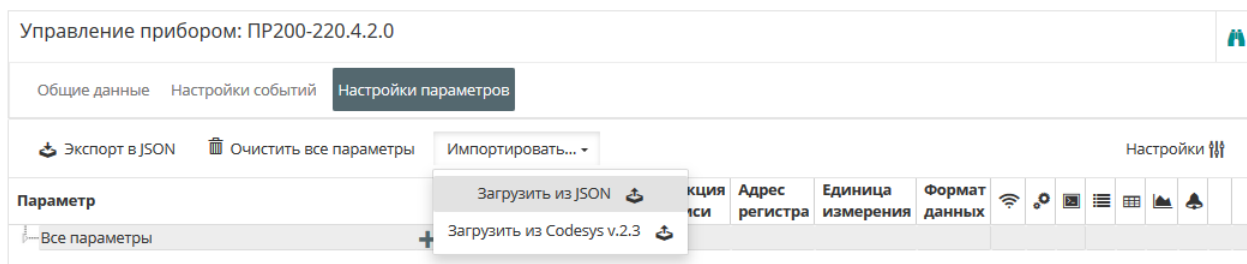 Управление прибором: ПР200-220.4.2.0
Общие данные Настройки событий Настройки параметров
Экспорт в JSON Очистить все параметры Импортировать... Настройки
Загрузить из JSON
Параметр кция Адрес Единица Формат
иси регистра измерения данных
Загрузить из Codesys v.2.3
Все параметры